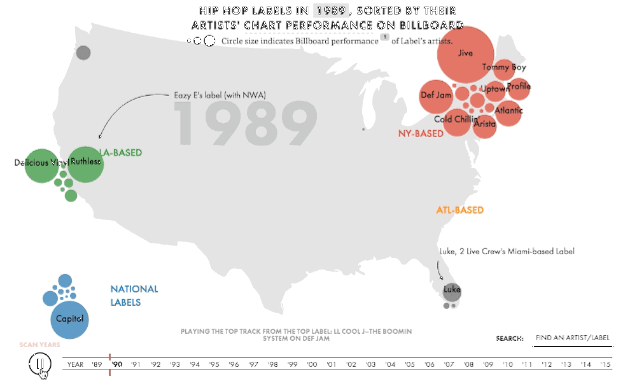 HIP HOP LABELS IN 1989, SORTED BY THEIR
ARTISTS' CHART PERFORMANCE ON BILLBOARD
Circle size indicates Billboard performance of Label's artists.
Jive
Tommy Boy
Eazy E's label (with NWA)
Def Jam
Uptown
Profile
1989
Atlantic
Cold Chillin'
Arista
NY-BASED
LA-BASED
Delicious Vinyl
Ruthless
ATL-BASED
Luke, 2 Live Crew's Miami-based Label
Luke
NATIONAL
LABELS
Capitol
PLAYING THE TOP TRACK FROM THE TOP LABEL: LL COOL J–THE BOOMIN
SYSTEM ON DEF JAM
SEARCH: FIND AN ARTIST/LABEL
SCAN YEARS
YEAR '89 '90 '91 '92 '93 '94 '95 '96 '97 '98 '99 '00 '01 '02 '03 '04 '05 '06 '07 '08 '09 '10 '11 '12 '13 '14 '15